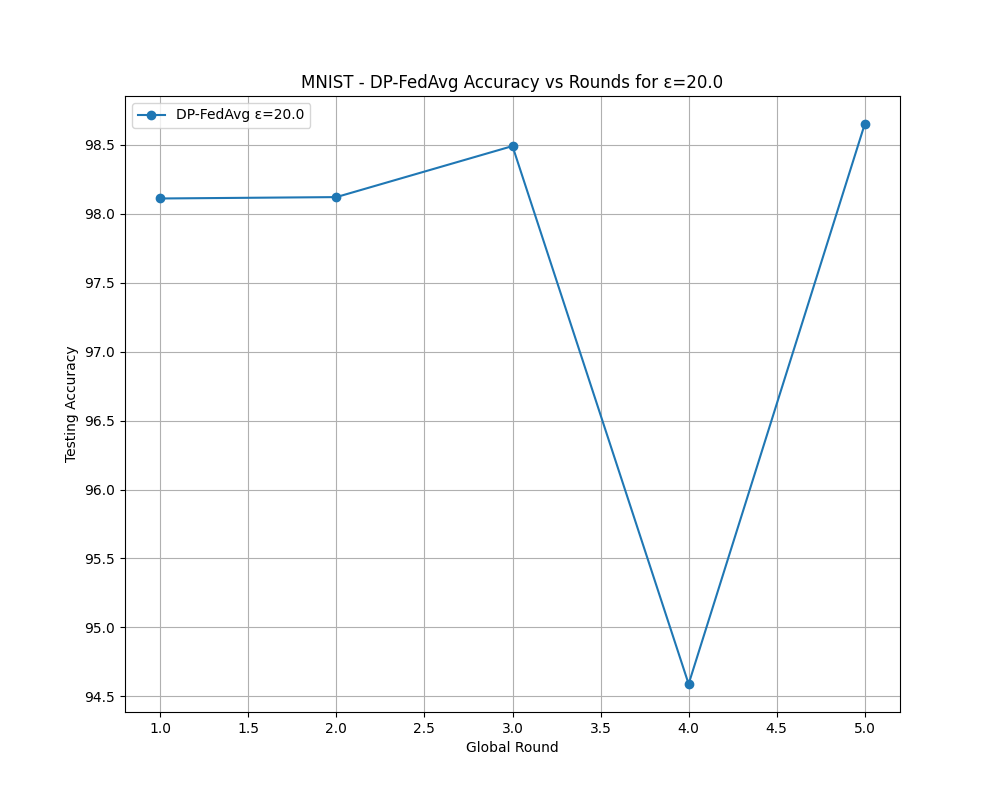 MNIST - DP-FedAvg Accuracy vs Rounds for ε=20.0
DP-FedAvg ε=20.0
Testing Accuracy
98.5
98.0
97.5
97.0
96.5
96.0
95.5
95.0
94.5
1.0 1.5 2.0 2.5 3.0 3.5 4.0 4.5 5.0
Global Round